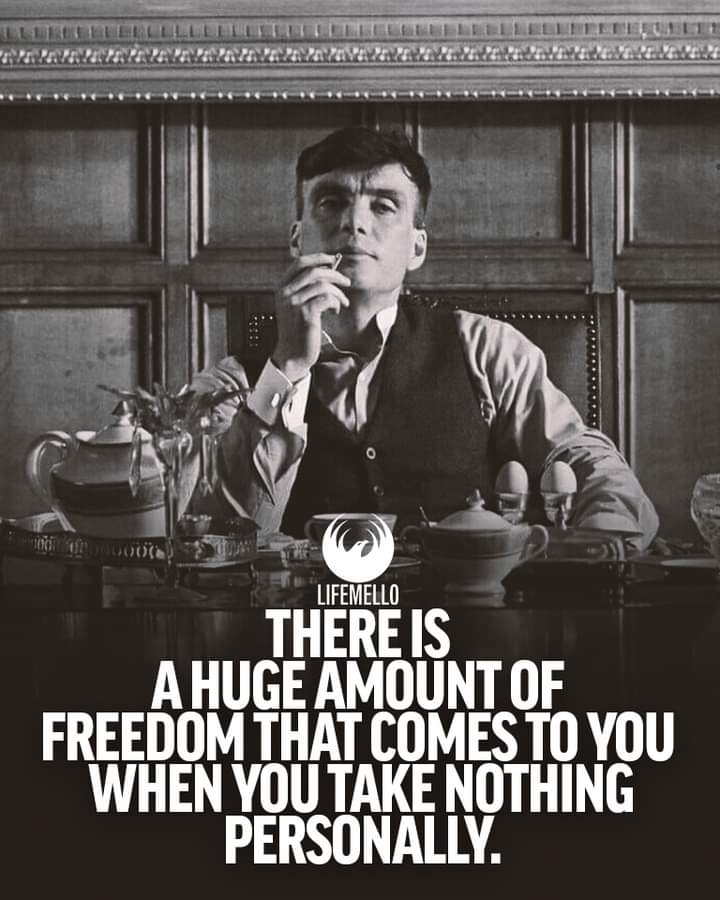 LIFEMELLO
THERE IS
A HUGE AMOUNT OF
FREEDOM THAT COMES TO YOU
WHEN YOU TAKE NOTHING
PERSONALLY.